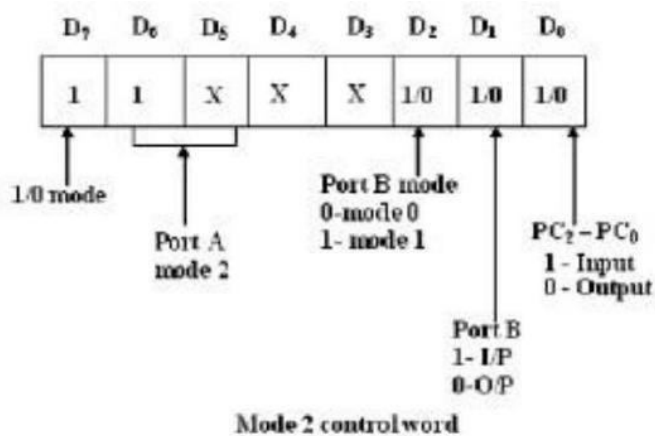 D₇ D₆ D₅ D₄ D₃ D₂ D₁ D₀
1 1 X X X 1/0 1/0 1/0
1/0 mode
Port A
mode 2
Port B mode
0-mode 0
1- mode 1
PC₂ – PC₀
1 - Input
0 - Output
Port B
1- I/P
0-O/P
Mode 2 control word